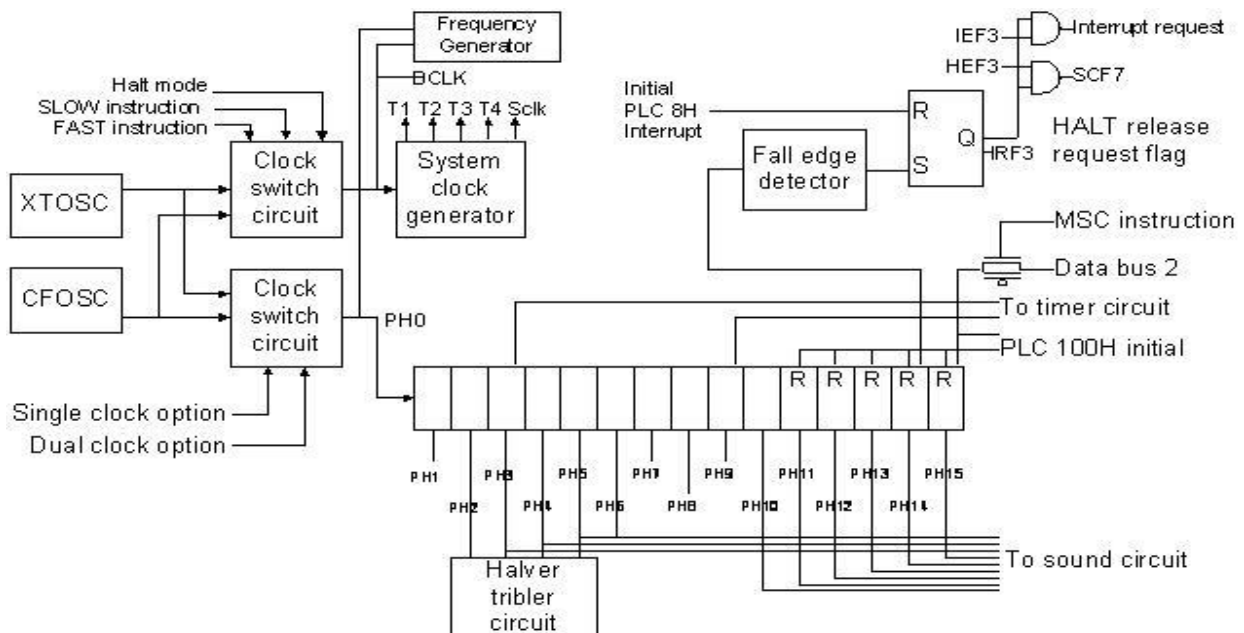 Frequency
Generator
BCLK
Halt mode
SLOW instruction
FAST instruction
T1 T2 T3 T4 Sclk
Clock
switch
circuit
System
clock
generator
XTOSC
CFOSC
Clock
switch
circuit
PH0
Single clock option
Dual clock option
IEF3
Interrupt request
HEF3
SCF7
Initial
PLC 8H
Interrupt
R
Q
S
IRF3
HALT release
request flag
Fall edge
detector
MSC instruction
Data bus 2
To timer circuit
PLC 100H initial
R R R R R
PH1
PH2
PH3
PH4
PH5
PH6
PH7
PH8
PH9
PH10
PH11
PH12
PH13
PH14
PH15
Halver
tribler
circuit
To sound circuit